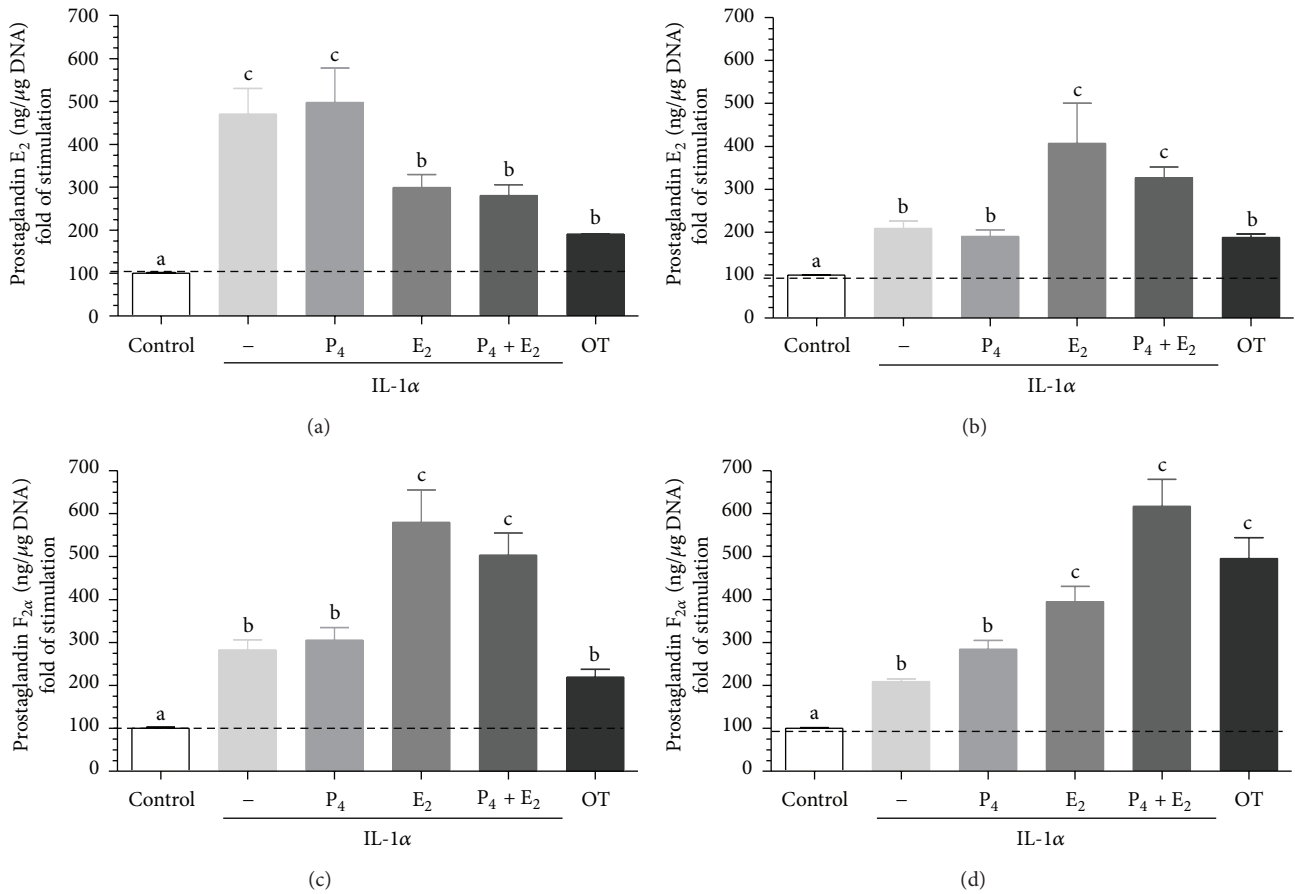 Prostaglandin E2 (ng/μg DNA)
fold of stimulation
700
600
500
400
300
200
100
0
a
c
c
b
b
b
Control
–
P4
E2
P4 + E2
OT
IL-1α
(a)
Prostaglandin E2 (ng/μg DNA)
fold of stimulation
700
600
500
400
300
200
100
0
a
b
b
c
c
b
Control
–
P4
E2
P4 + E2
OT
IL-1α
(b)
Prostaglandin F2α (ng/μg DNA)
fold of stimulation
700
600
500
400
300
200
100
0
a
b
b
c
c
b
Control
–
P4
E2
P4 + E2
OT
IL-1α
(c)
Prostaglandin F2α (ng/μg DNA)
fold of stimulation
700
600
500
400
300
200
100
0
a
b
b
c
c
c
Control
–
P4
E2
P4 + E2
OT
IL-1α
(d)